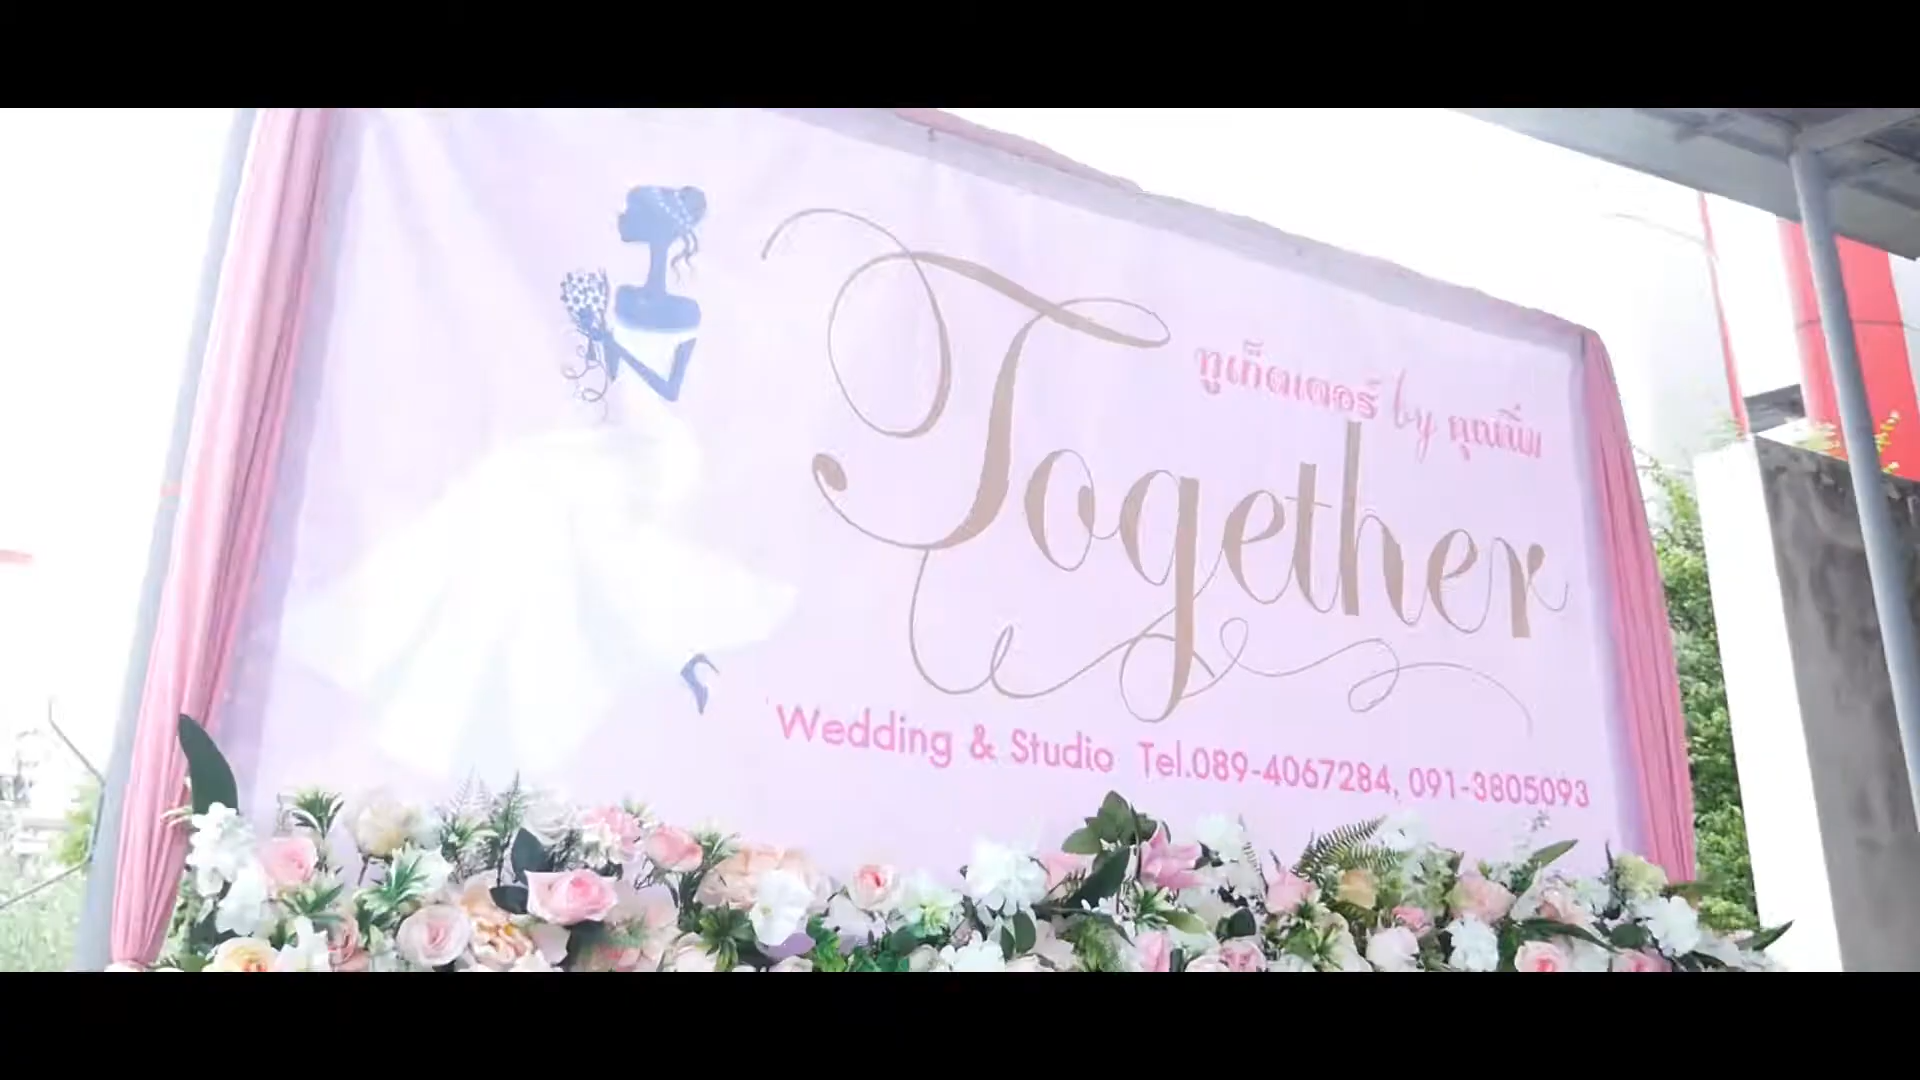 ทูเก็ตเตอร์ by คุณพิม
Together
Wedding & Studio Tel.089-4067284, 091-3805093